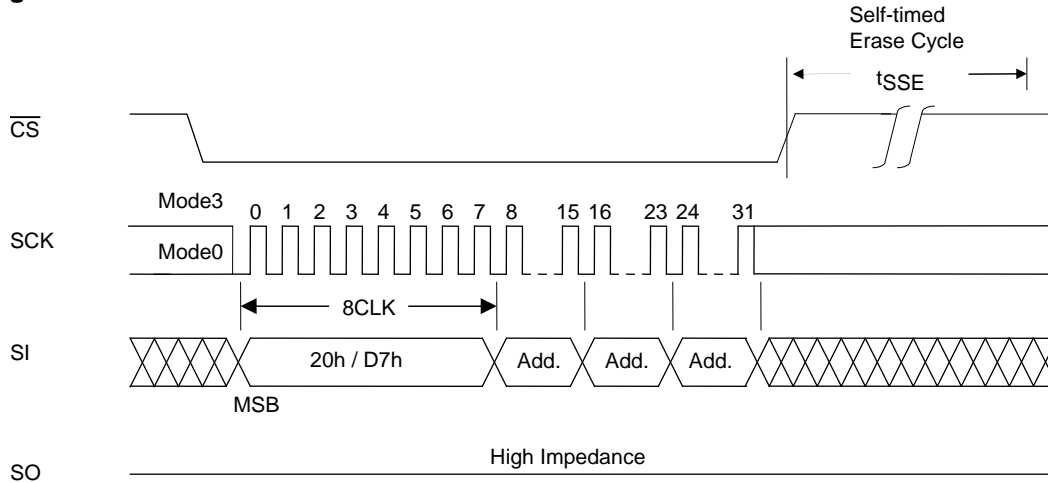 Self-timed
Erase Cycle
tSSE
CS
Mode3
0 1 2 3 4 5 6 7 8 15 16 23 24 31
SCK
Mode0
8CLK
SI
20h / D7h Add. Add. Add.
MSB
High Impedance
SO